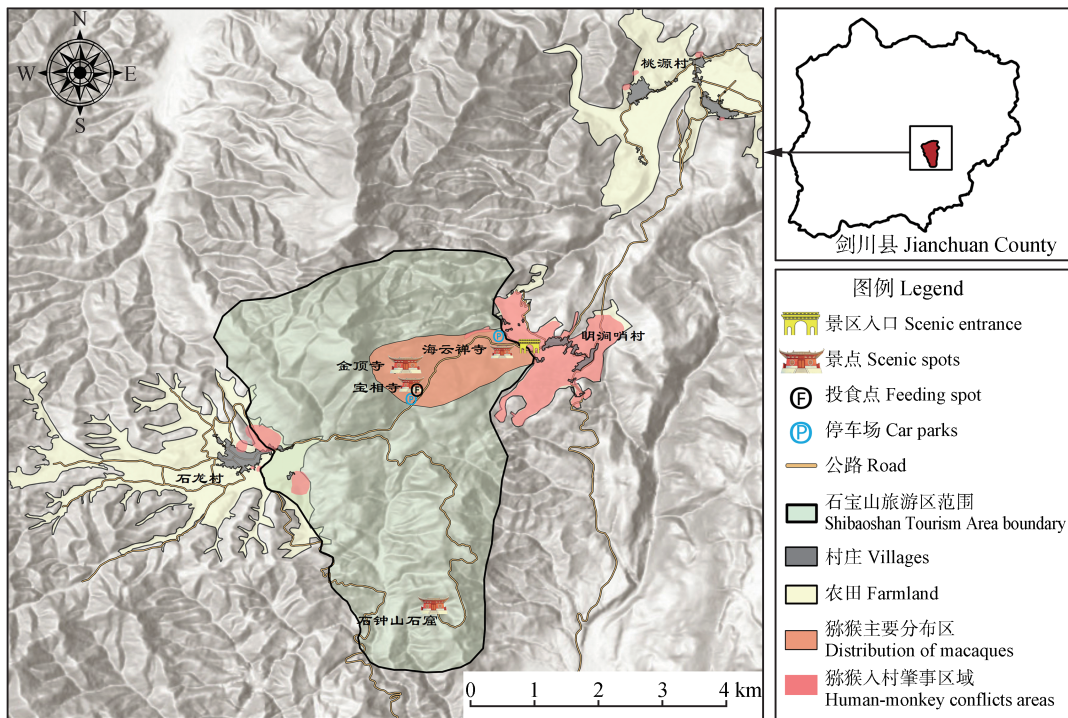 N
W
E
S
桃源村
明涧哨村
海云禅寺
金顶寺
宝相寺
石龙村
石钟山石窟
0 1 2 3 4 km
剑川县 Jianchuan County
图例 Legend
景区入口 Scenic entrance
景点 Scenic spots
F 投食点 Feeding spot
P 停车场 Car parks
公路 Road
石宝山旅游区范围
Shibaoshan Tourism Area boundary
村庄 Villages
农田 Farmland
猕猴主要分布区
Distribution of macaques
猕猴入村肇事区域
Human-monkey conflicts areas